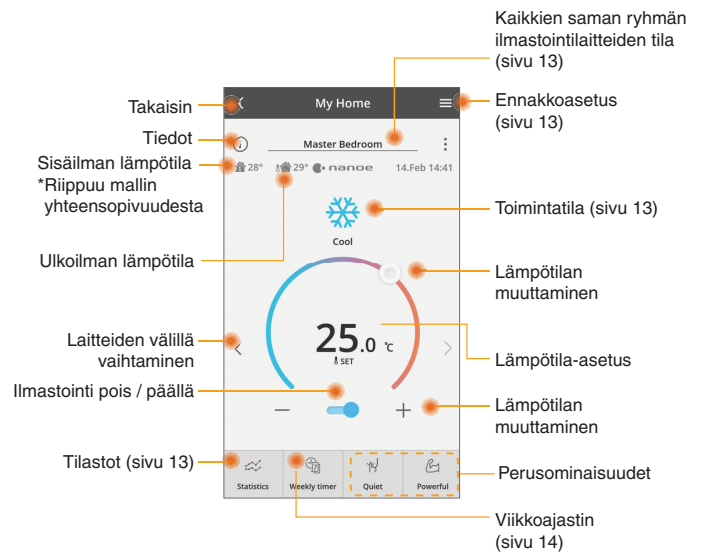 Kaikkien saman ryhmän
ilmastointilaitteiden tila
(sivu 13)
Takaisin
My Home
Ennakkoasetus
(sivu 13)
Tiedot
Master Bedroom
Sisäilman lämpötila
*Riippuu mallin
yhteensopivuudesta
28°
29°
nanoe
14.Feb 14:41
Toimintatila (sivu 13)
Cool
Ulkoilman lämpötila
Lämpötilan
muuttaminen
Laitteiden välillä
vaihtaminen
25.0 °C
SET
Lämpötila-asetus
Ilmastointi pois / päällä
Lämpötilan
muuttaminen
Tilastot (sivu 13)
Statistics
Weekly timer
Quiet
Powerful
Perusominaisuudet
Viikkoajastin
(sivu 14)